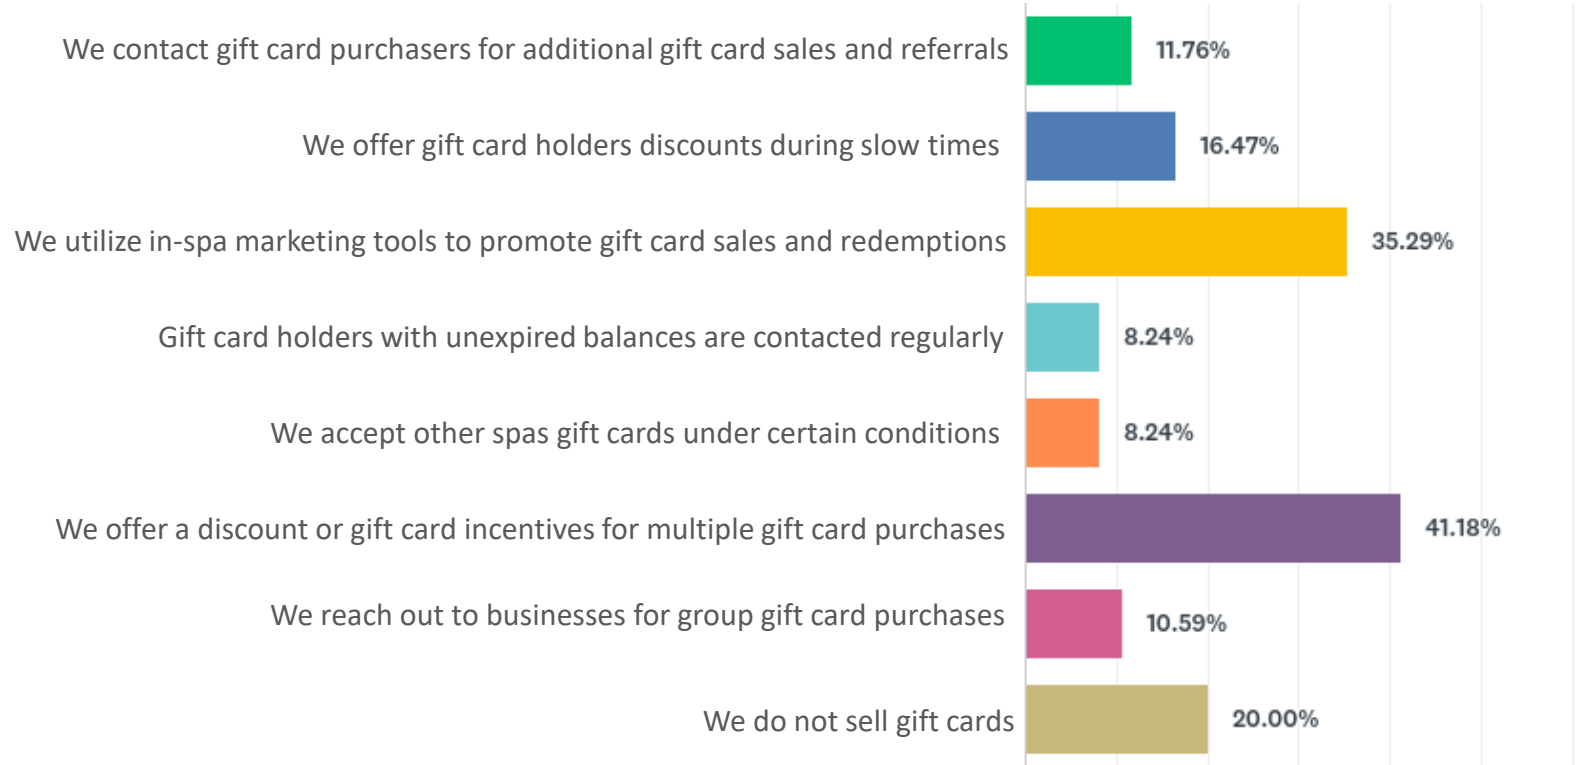 We contact gift card purchasers for additional gift card sales and referrals 11.76%
We offer gift card holders discounts during slow times 16.47%
We utilize in-spa marketing tools to promote gift card sales and redemptions 35.29%
Gift card holders with unexpired balances are contacted regularly 8.24%
We accept other spas gift cards under certain conditions 8.24%
We offer a discount or gift card incentives for multiple gift card purchases 41.18%
We reach out to businesses for group gift card purchases 10.59%
We do not sell gift cards 20.00%